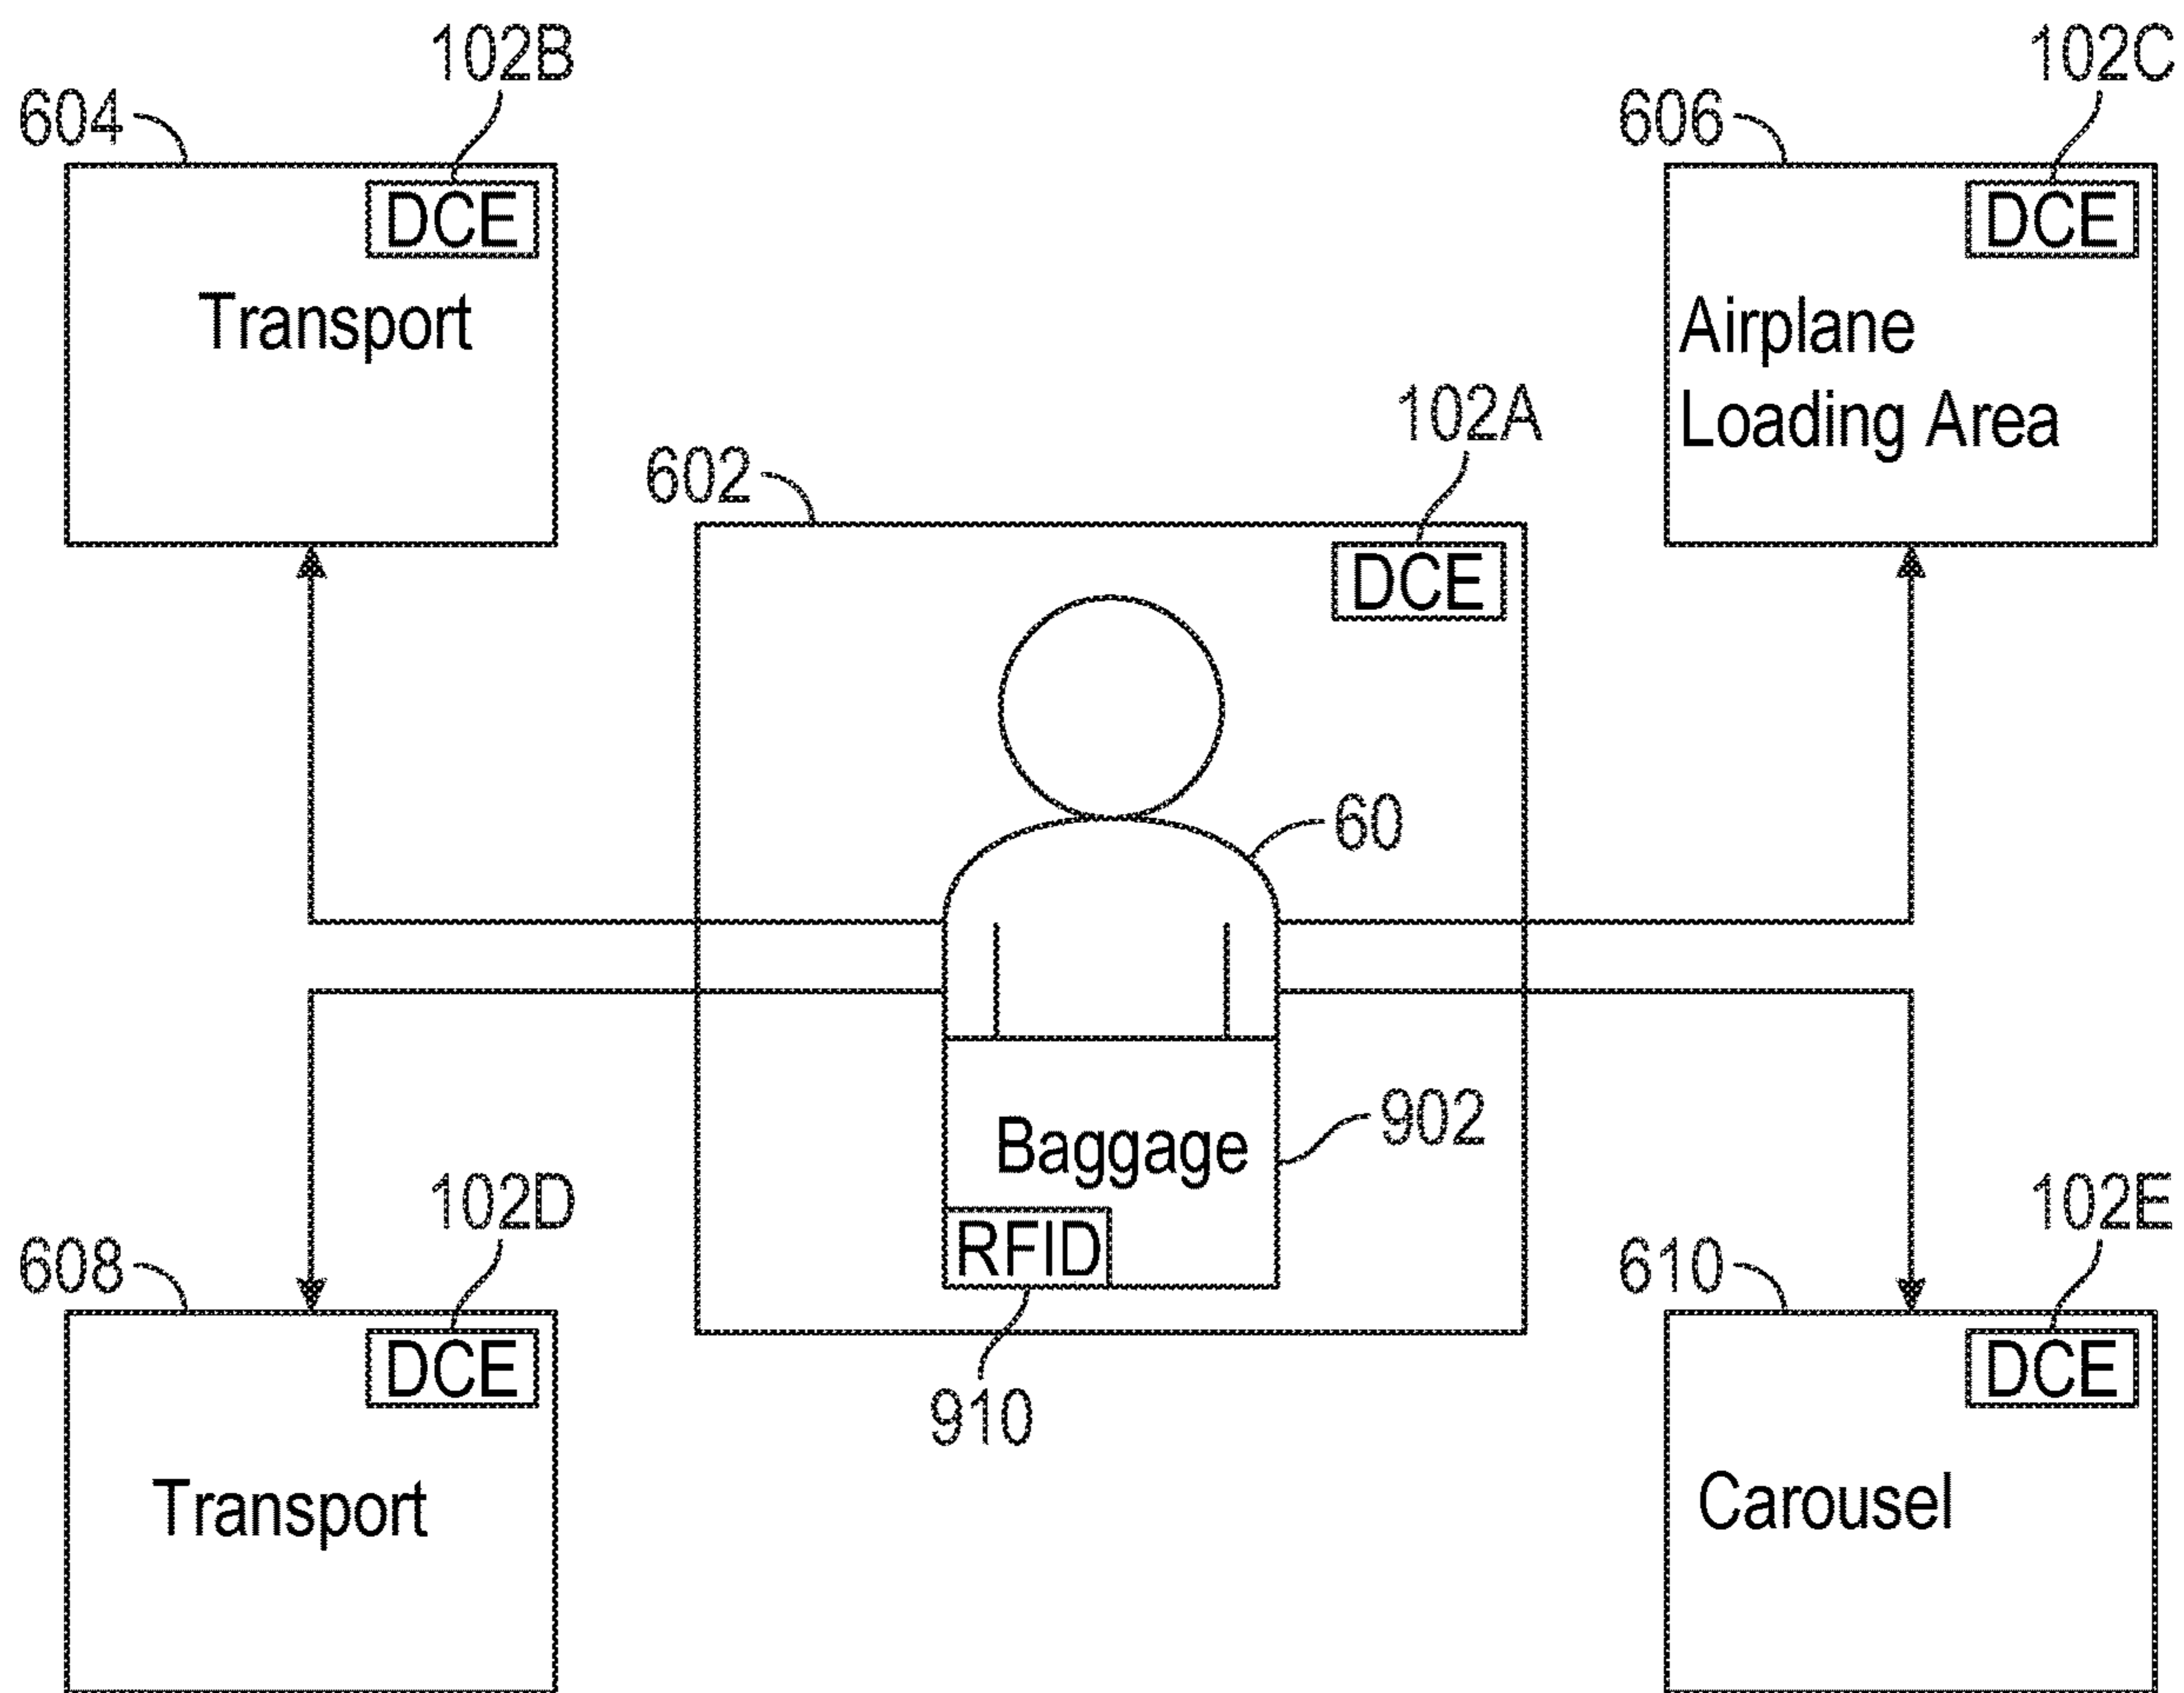 102B
102C
604
606
DCE
DCE
Transport
Airplane
Loading Area
102A
602
DCE
60
Baggage
902
102D
102E
608
RFID
610
DCE
DCE
910
Transport
Carousel